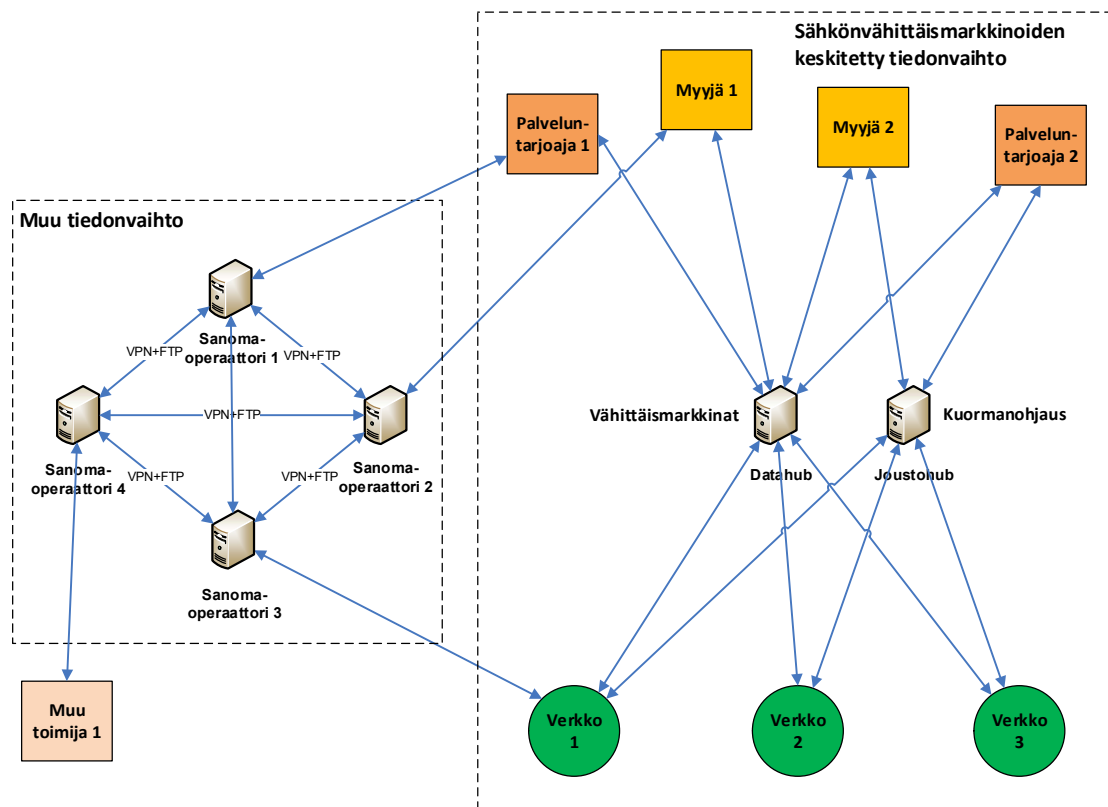 Sähkönvähittäismarkkinoiden
keskitetty tiedonvaihto
Myyjä 1
Palvelun-
tarjoaja 1
Myyjä 2
Palvelun-
tarjoaja 2
Muu tiedonvaihto
Sanoma-
operaattori 1
VPN+FTP
VPN+FTP
VPN+FTP
Sanoma-
operaattori 4
Sanoma-
operaattori 2
VPN+FTP
VPN+FTP
Sanoma-
operaattori 3
Vähittäismarkkinat
Kuormanohjaus
Datahub
Joustohub
Muu
toimija 1
Verkko
1
Verkko
2
Verkko
3